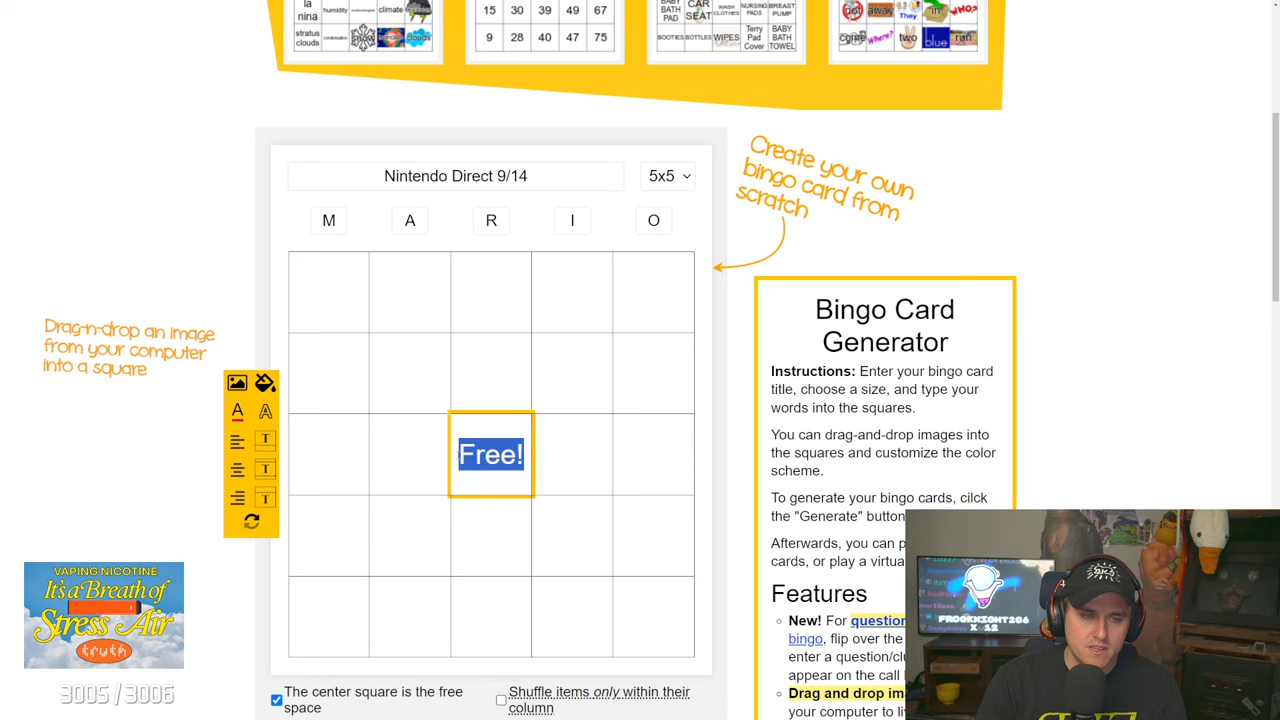 la
nina
humidity
climate
stratus
clouds
condensation
snow
clouds
15 30 39 49 67
9 28 40 47 75
BABY
BATH
PAD
CAR
SEAT
WASH
CLOTHES
NURSING
PADS
BREAST
PUMP
BOOTIES
BOTTLES
WIPES
Terry
Pad
Cover
BABY
BATH
TOWEL
not
away
They
in
WHO?
come
Where?
two
blue
run
Create your own
bingo card from
scratch
Nintendo Direct 9/14
5x5
M A R I O
Drag-n-drop an image
from your computer
into a square
A A
T
T
T
Free!
Bingo Card
Generator
Instructions: Enter your bingo card
title, choose a size, and type your
words into the squares.
You can drag-and-drop images into
the squares and customize the color
scheme.
To generate your bingo cards, cilck
the "Generate" button
Afterwards, you can p
cards, or play a virtua
Features
New! For question
bingo, flip over the
enter a question/clu
appear on the call l
Drag and drop im
your computer to li
FROGKNIGHT206
X 12
VAPING NICOTINE
It's a Breath of
Stress Air
truth
3005/3006
The center square is the free
space
Shuffle items only within their
column